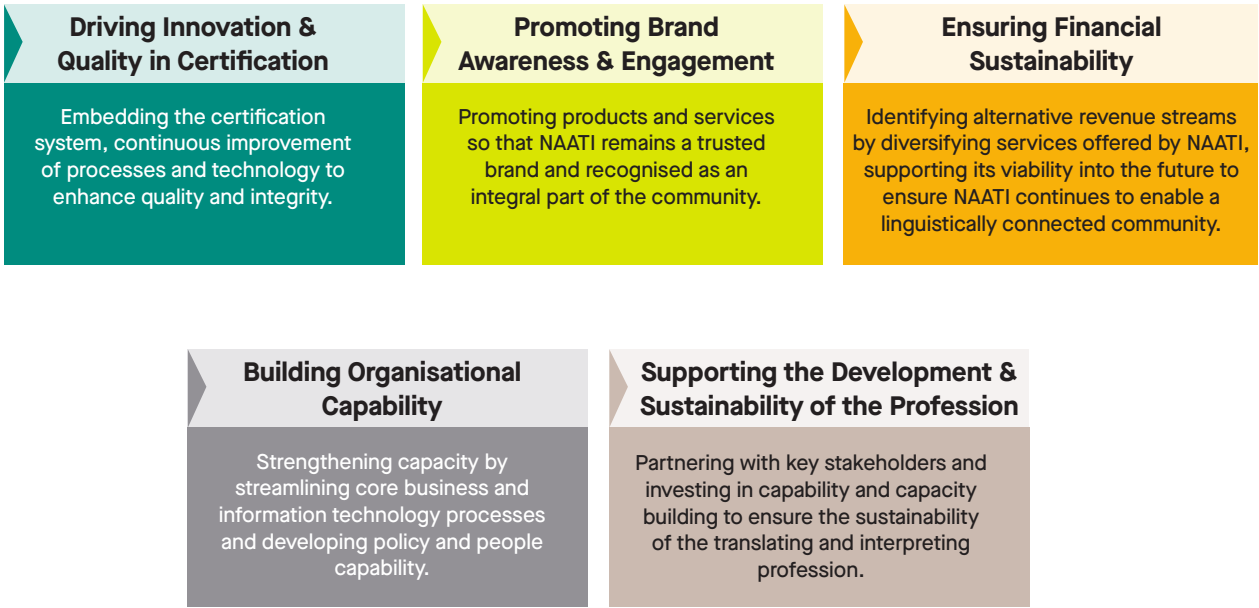 Driving Innovation &
Quality in Certification
Embedding the certification
system, continuous improvement
of processes and technology to
enhance quality and integrity.
Promoting Brand
Awareness & Engagement
Promoting products and services
so that NAATI remains a trusted
brand and recognised as an
integral part of the community.
Ensuring Financial
Sustainability
Identifying alternative revenue streams
by diversifying services offered by NAATI,
supporting its viability into the future to
ensure NAATI continues to enable a
linguistically connected community.
Building Organisational
Capability
Strengthening capacity by
streamlining core business and
information technology processes
and developing policy and people
capability.
Supporting the Development &
Sustainability of the Profession
Partnering with key stakeholders and
investing in capability and capacity
building to ensure the sustainability
of the translating and interpreting
profession.